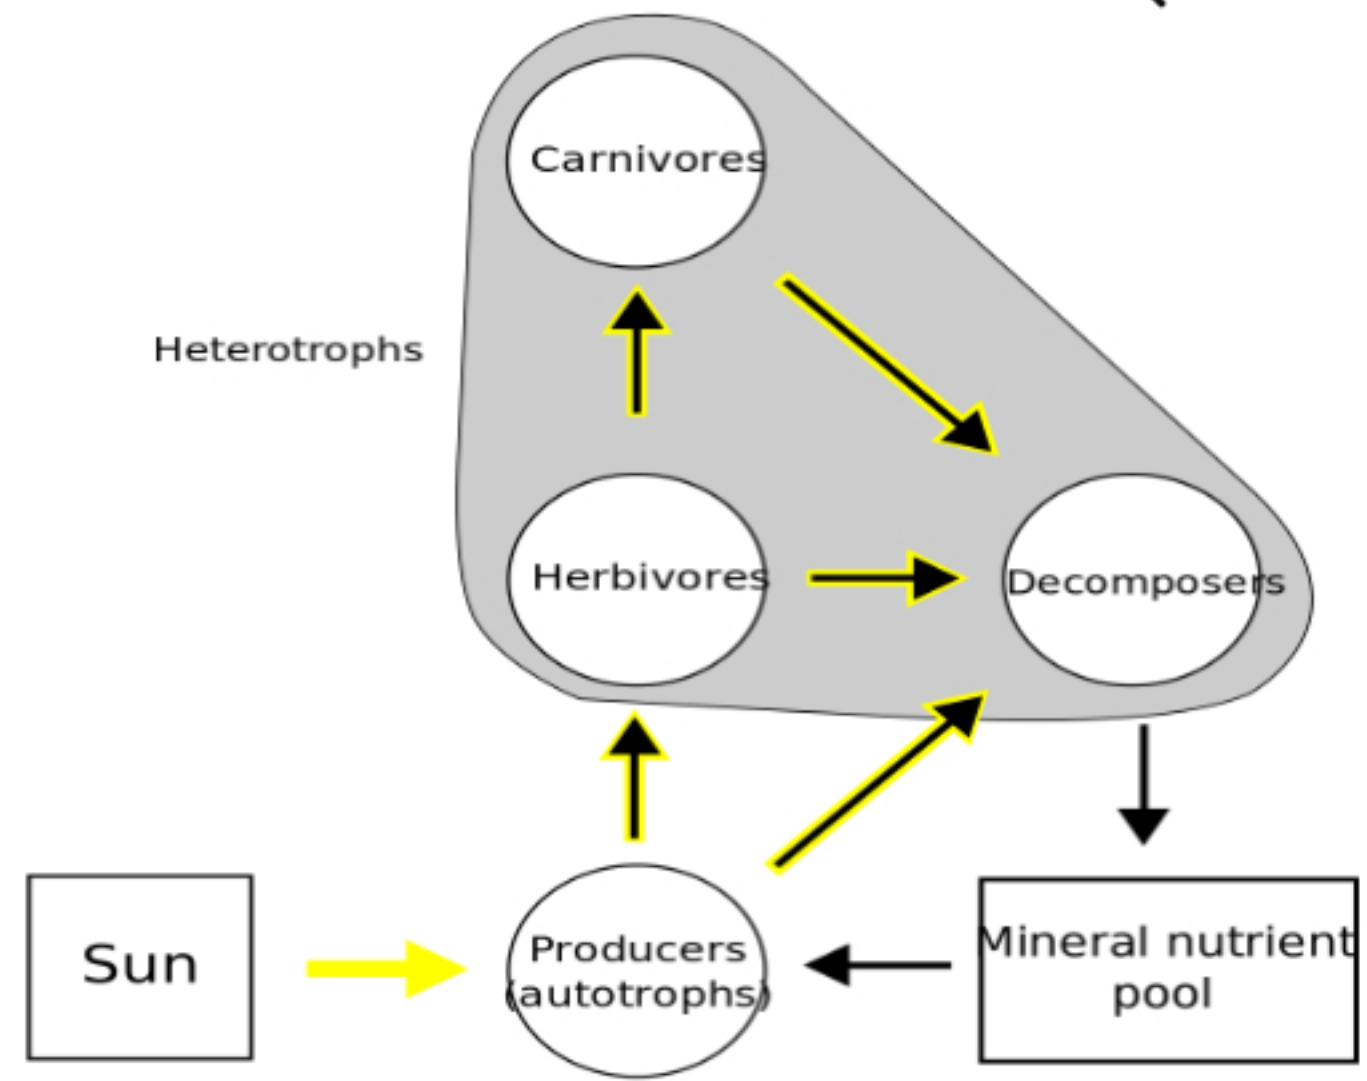 Carnivores
Heterotrophs
Herbivores
Decomposers
Sun
Producers
(autotrophs)
Mineral nutrient
pool